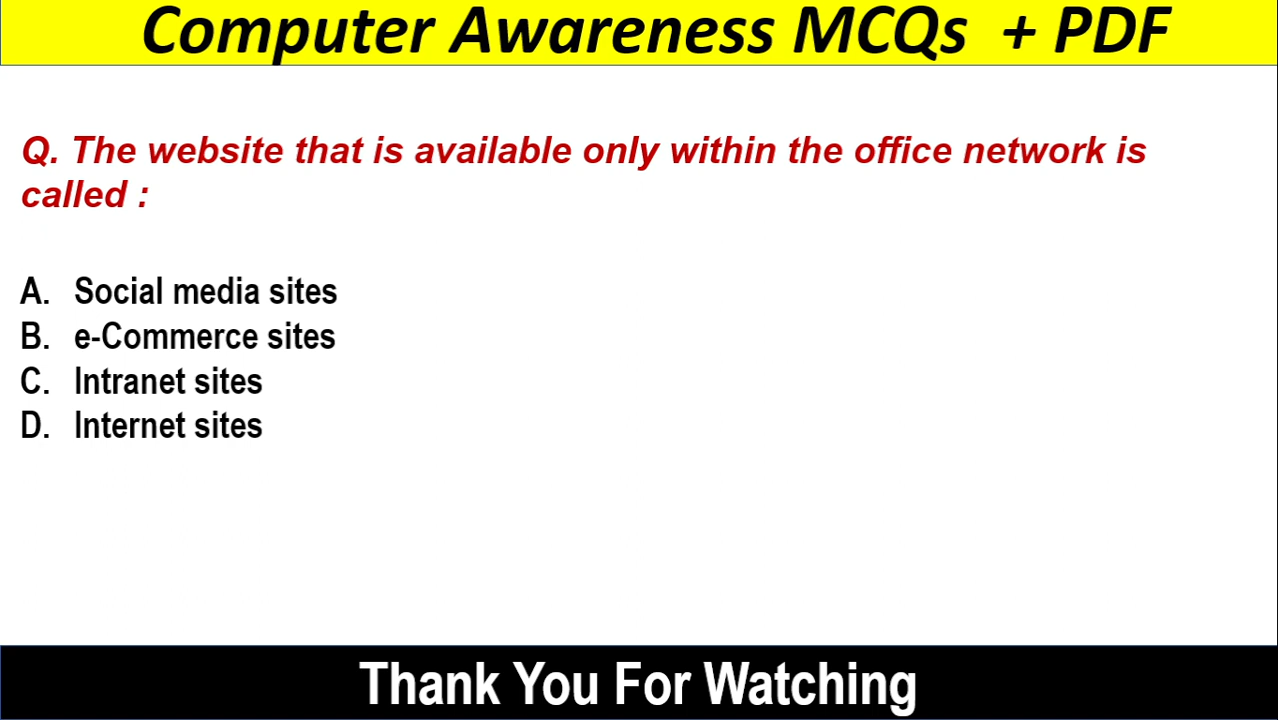 Computer Awareness MCQs + PDF
Q. The website that is available only within the office network is
called :
A. Social media sites
B. e-Commerce sites
C. Intranet sites
D. Internet sites
Thank You For Watching